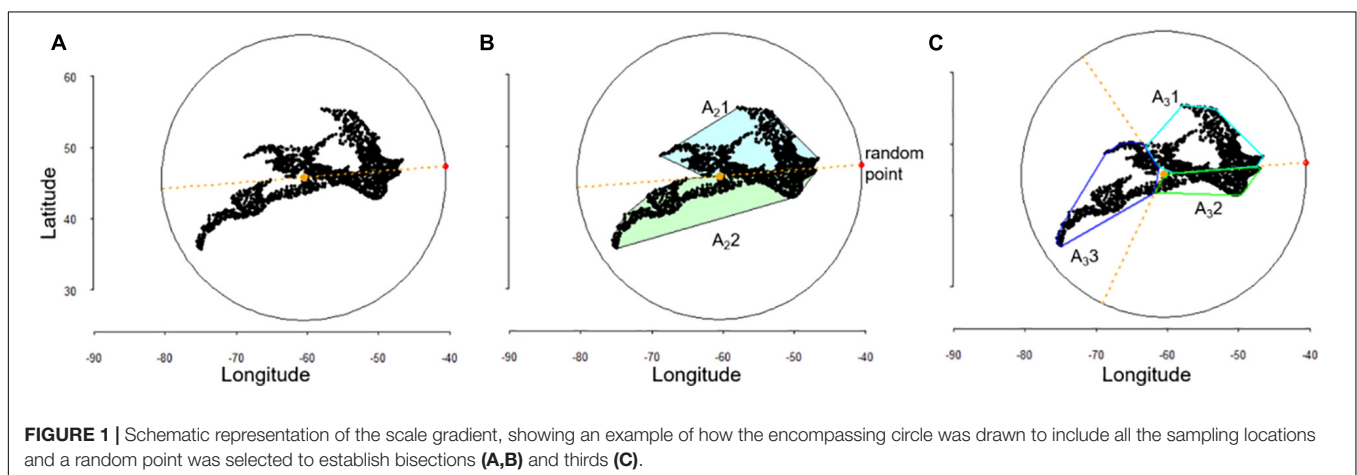 A
B
C
Latitude
60
50
40
30
-90
-80
-70
-60
-50
-40
Longitude
A₂1
A₂2
random
point
-90
-80
-70
-60
-50
-40
Longitude
A₃1
A₃2
A₃3
-90
-80
-70
-60
-50
-40
Longitude
FIGURE 1 | Schematic representation of the scale gradient, showing an example of how the encompassing circle was drawn to include all the sampling locations
and a random point was selected to establish bisections (A,B) and thirds (C).